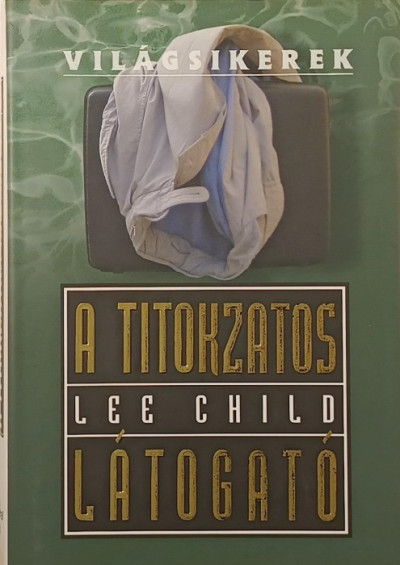 VILÁGSIKEREK
A TITOKZATOS
LEE CHILD
LÁTOGATÓ